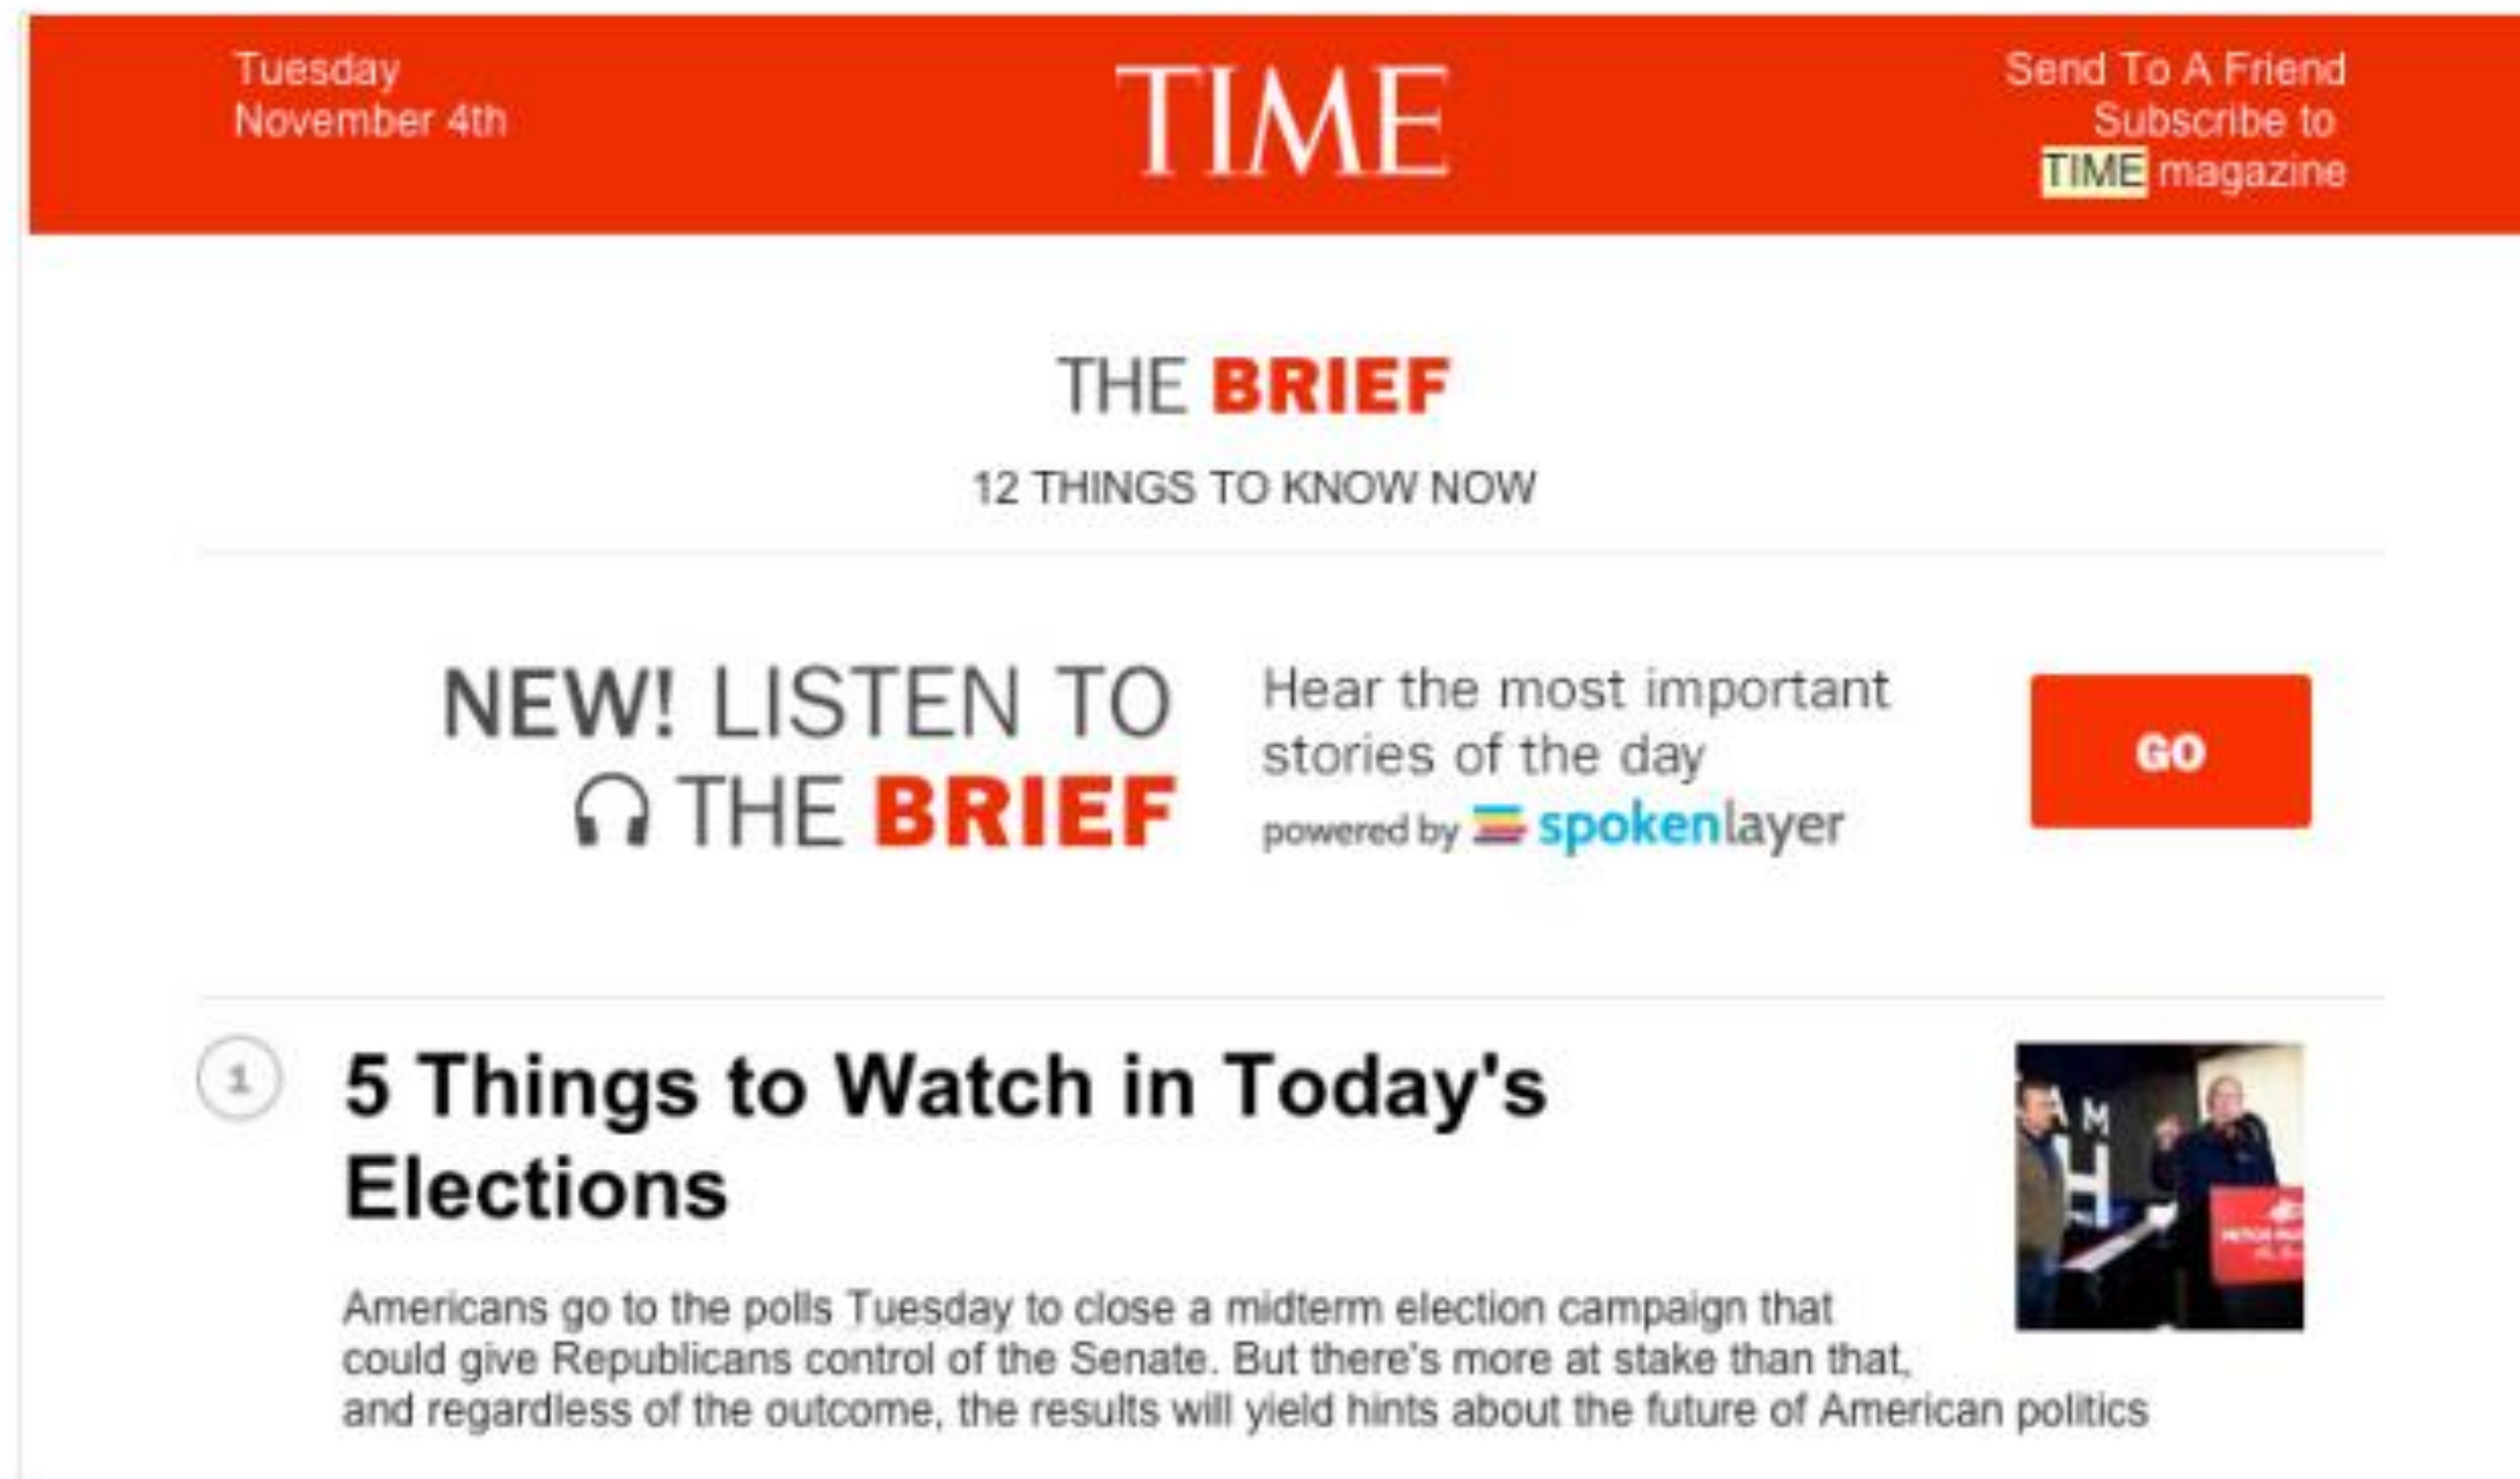 Tuesday
November 4th
TIME
Send To A Friend
Subscribe to
TIME magazine
THE BRIEF
12 THINGS TO KNOW NOW
NEW! LISTEN TO
THE BRIEF
Hear the most important
stories of the day
powered by spokenlayer
GO
1
5 Things to Watch in Today's
Elections
Americans go to the polls Tuesday to close a midterm election campaign that
could give Republicans control of the Senate. But there's more at stake than that,
and regardless of the outcome, the results will yield hints about the future of American politics